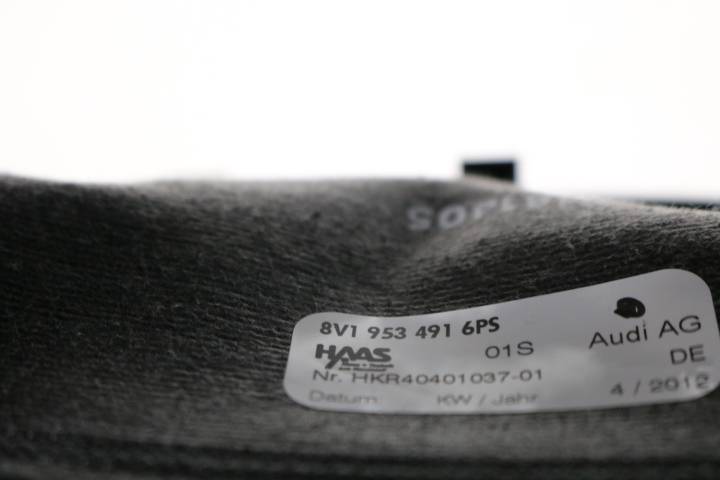 8V1 953 491 6PS
HAAS
01S
Audi AG
DE
Nr. HKR40401037-01
Datum: KW / Jahr 4 / 2012